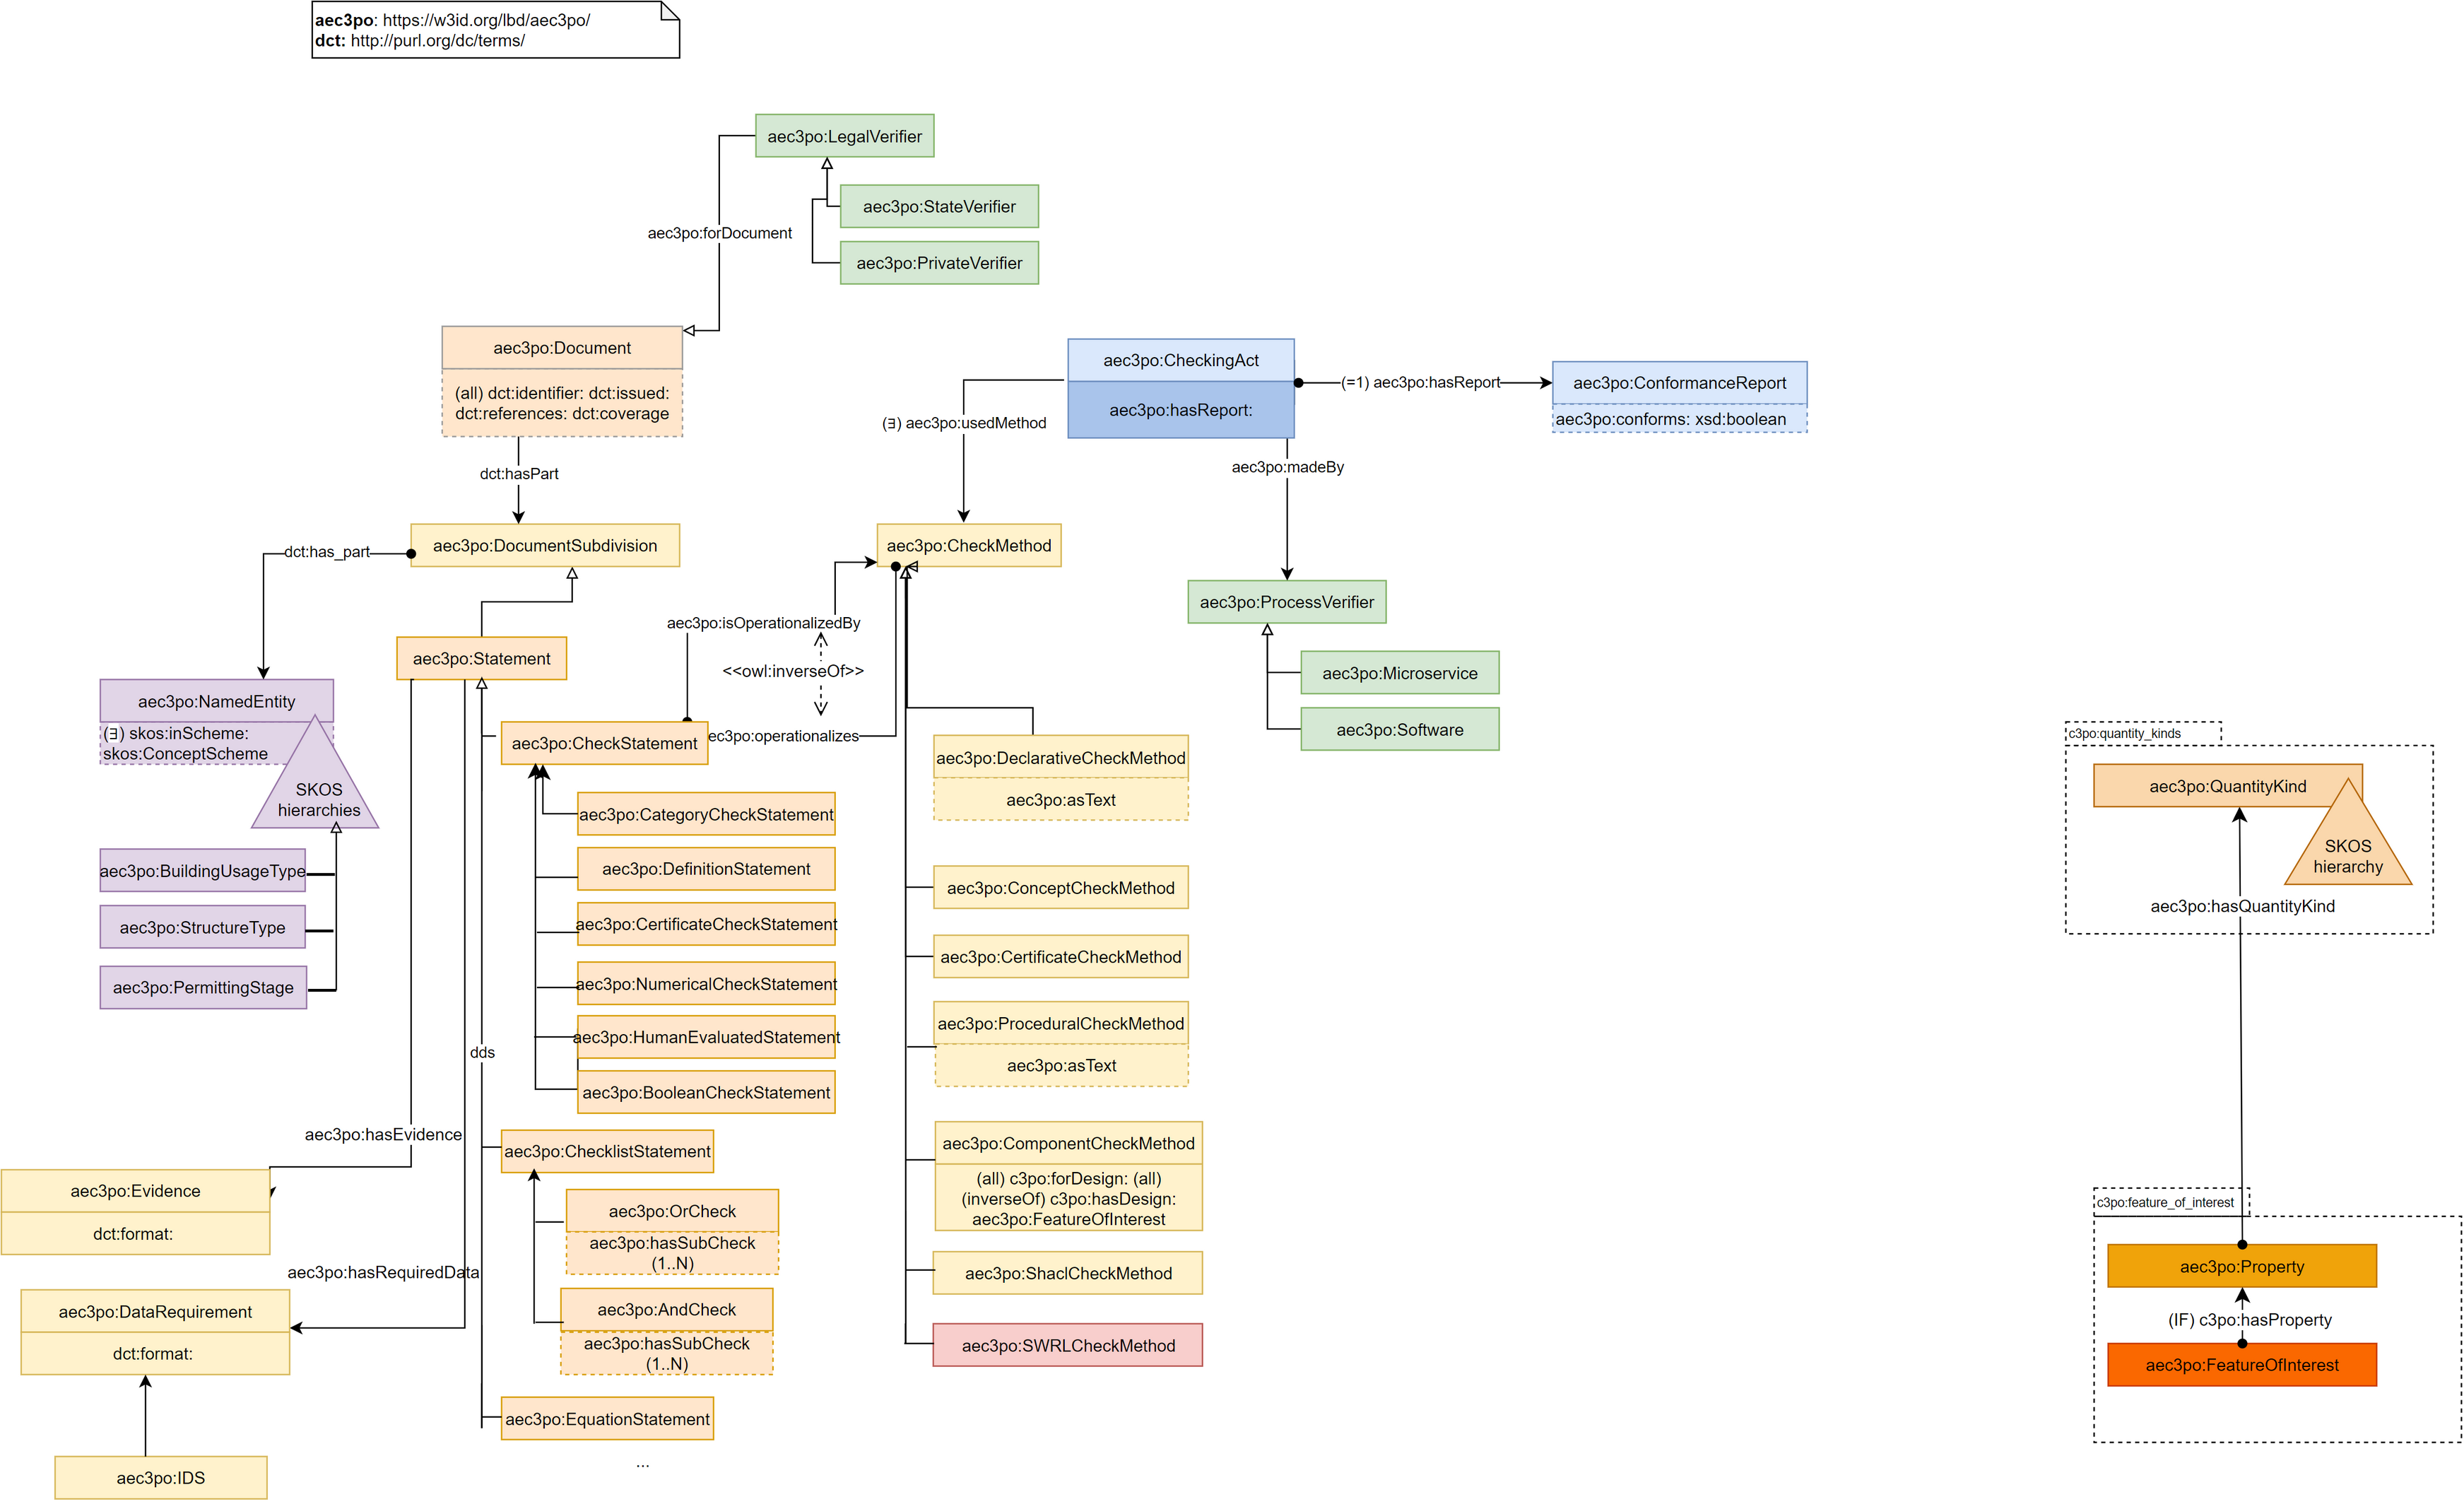 aec3po: https://w3id.org/lbd/aec3po/
dct: http://purl.org/dc/terms/
aec3po:LegalVerifier
aec3po:StateVerifier
aec3po:forDocument
aec3po:PrivateVerifier
aec3po:Document
(all) dct:identifier: dct:issued:
dct:references: dct:coverage
dct:hasPart
aec3po:CheckingAct
aec3po:hasReport:
(=1) aec3po:hasReport
aec3po:ConformanceReport
aec3po:conforms: xsd:boolean
(∃) aec3po:usedMethod
aec3po:madeBy
dct:has_part
aec3po:DocumentSubdivision
aec3po:CheckMethod
aec3po:ProcessVerifier
aec3po:Microservice
aec3po:Software
aec3po:isOperationalizedBy
<<owl:inverseOf>>
ec3po:operationalizes
aec3po:Statement
aec3po:NamedEntity
(∃) skos:inScheme:
skos:ConceptScheme
SKOS
hierarchies
aec3po:BuildingUsageType
aec3po:StructureType
aec3po:PermittingStage
aec3po:CheckStatement
aec3po:CategoryCheckStatement
aec3po:DefinitionStatement
aec3po:CertificateCheckStatement
aec3po:NumericalCheckStatement
aec3po:HumanEvaluatedStatement
aec3po:BooleanCheckStatement
dds
aec3po:ChecklistStatement
aec3po:OrCheck
aec3po:hasSubCheck
(1..N)
aec3po:AndCheck
aec3po:hasSubCheck
(1..N)
aec3po:EquationStatement
...
aec3po:hasEvidence
aec3po:Evidence
dct:format:
aec3po:hasRequiredData
aec3po:DataRequirement
dct:format:
aec3po:IDS
aec3po:DeclarativeCheckMethod
aec3po:asText
aec3po:ConceptCheckMethod
aec3po:CertificateCheckMethod
aec3po:ProceduralCheckMethod
aec3po:asText
aec3po:ComponentCheckMethod
(all) c3po:forDesign: (all)
(inverseOf) c3po:hasDesign:
aec3po:FeatureOfInterest
aec3po:ShaclCheckMethod
aec3po:SWRLCheckMethod
c3po:quantity_kinds
aec3po:QuantityKind
SKOS
hierarchy
aec3po:hasQuantityKind
c3po:feature_of_interest
aec3po:Property
(IF) c3po:hasProperty
aec3po:FeatureOfInterest